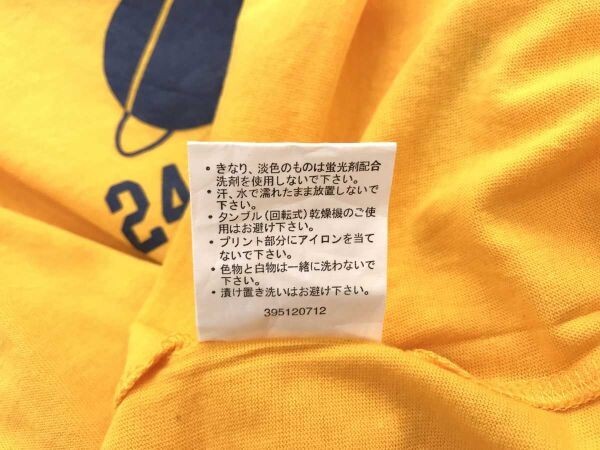 24
・きなり、淡色のものは蛍光剤配合
洗剤を使用しないで下さい。
・汗、水で濡れたまま放置しないで
下さい。
・タンブル（回転式）乾燥機のご使
用はお避け下さい。
・プリント部分にアイロンを当て
ないで下さい。
・色物と白物は一緒に洗わないで
下さい。
・漬け置き洗いはお避け下さい。
395120712